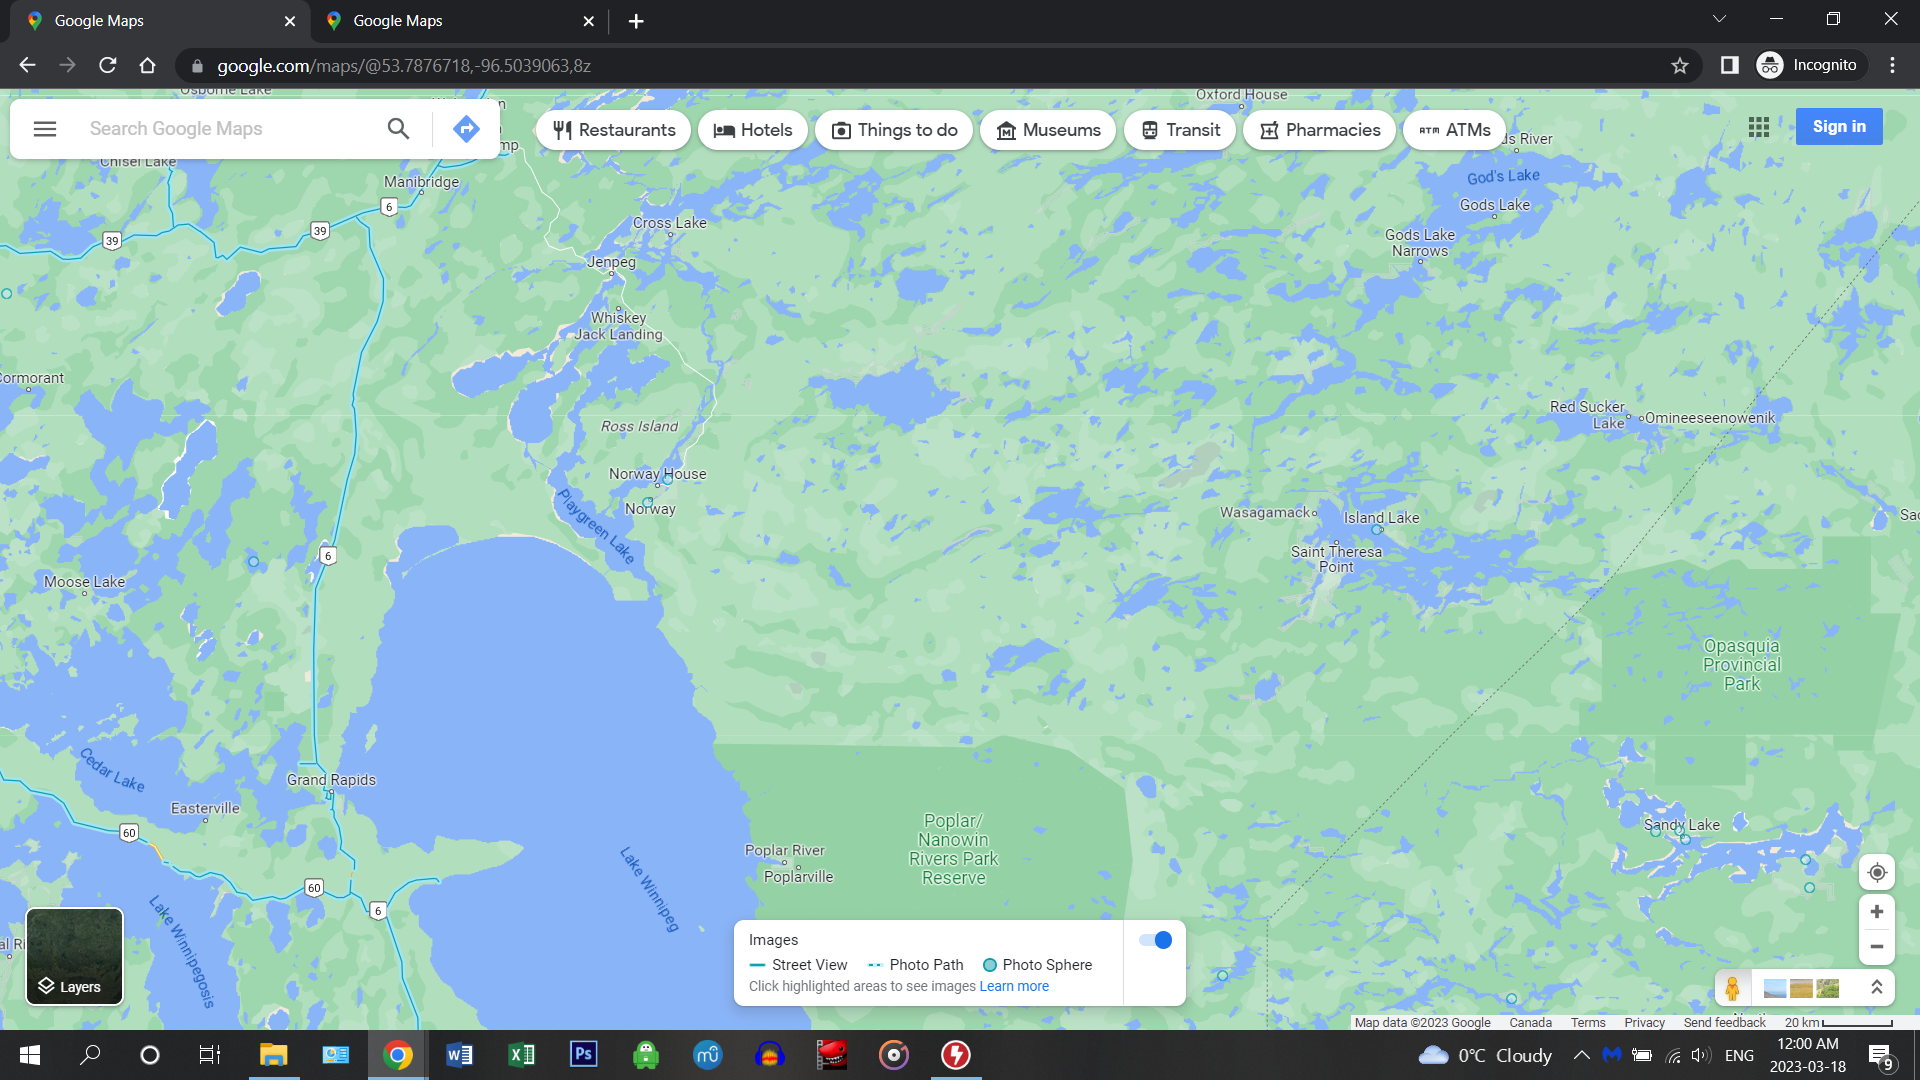 Google Maps
Google Maps
google.com/maps/@53.7876718,-96.5039063,8z
Incognito
Osborne Lake
Oxford House
Search Google Maps
Restaurants
Hotels
Things to do
Museums
Transit
Pharmacies
ATM ATMs
Sign in
ds River
Chisel Lake
mp
Manibridge
God's Lake
Gods Lake
6
39
39
Cross Lake
Gods Lake
Narrows
Jenpeg
Whiskey
Jack Landing
Cormorant
Red Sucker
Lake
Omineeseenowenik
Ross Island
Norway House
Norway
Playgreen Lake
Wasagamack
Island Lake
Saint Theresa
Point
6
Moose Lake
Opasquia
Provincial
Park
Cedar Lake
Grand Rapids
Easterville
60
Sandy Lake
Poplar/
Nanowin
Rivers Park
Reserve
Poplar River
Poplarville
Lake Winnipeg
60
6
Lake Winnipegosis
Layers
Images
Street View
Photo Path
Photo Sphere
Click highlighted areas to see images Learn more
Map data ©2023 Google
Canada
Terms
Privacy
Send feedback
20 km
0°C Cloudy
ENG
12:00 AM
2023-03-18
9